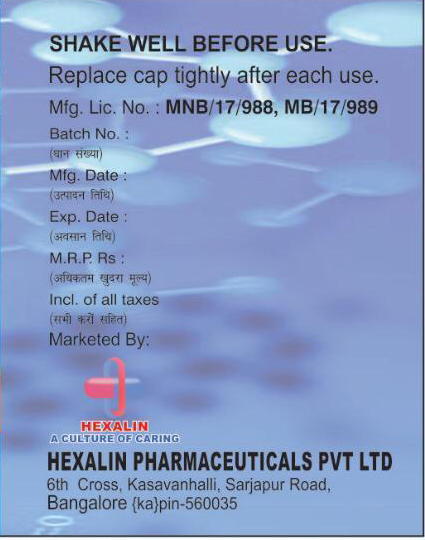 SHAKE WELL BEFORE USE.
Replace cap tightly after each use.
Mfg. Lic. No. : MNB/17/988, MB/17/989
Batch No. :
(घान संख्या)
Mfg. Date :
(उत्पादन तिथि)
Exp. Date :
(अवसान तिथि)
M.R.P. Rs :
(अधिकतम खुदरा मूल्य)
Incl. of all taxes
(सभी करों सहित)
Marketed By:
HEXALIN
A CULTURE OF CARING
HEXALIN PHARMACEUTICALS PVT LTD
6th Cross, Kasavanhalli, Sarjapur Road,
Bangalore {ka}pin-560035